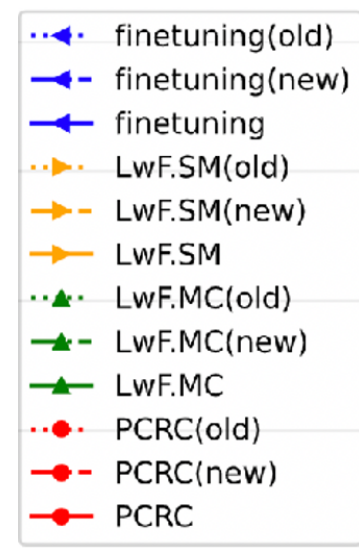 finetuning(old)
finetuning(new)
finetuning
LwF.SM(old)
LwF.SM(new)
LwF.SM
LwF.MC(old)
LwF.MC(new)
LwF.MC
PCRC(old)
PCRC(new)
PCRC